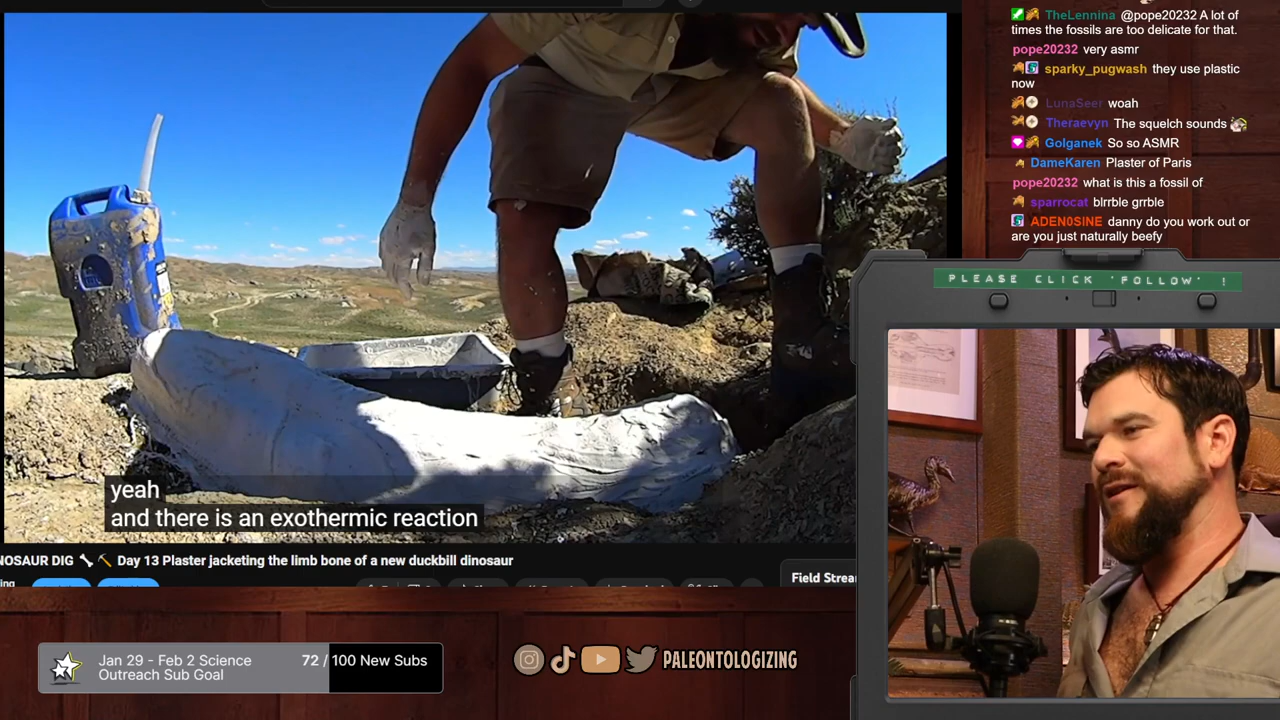 TheLennina @pope20232 A lot of
times the fossils are too delicate for that.
pope20232 very asmr
sparky_pugwash they use plastic
now
LunaSeer woah
Theraevyn The squelch sounds
Golganek So so ASMR
DameKaren Plaster of Paris
pope20232 what is this a fossil of
sparrocat blrrble grrble
ADEN0SINE danny do you work out or
are you just naturally beefy
PLEASE CLICK "FOLLOW" !
yeah
and there is an exothermic reaction
NOSAUR DIG Day 13 Plaster jacketing the limb bone of a new duckbill dinosaur
Field Strea
Jan 29 - Feb 2 Science
Outreach Sub Goal
72 / 100 New Subs
PALEONTOLOGIZING